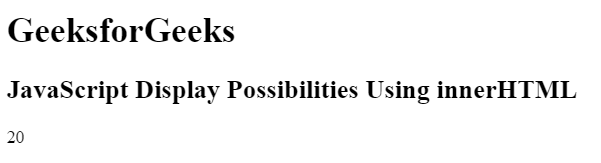 GeeksforGeeks
JavaScript Display Possibilities Using innerHTML
20